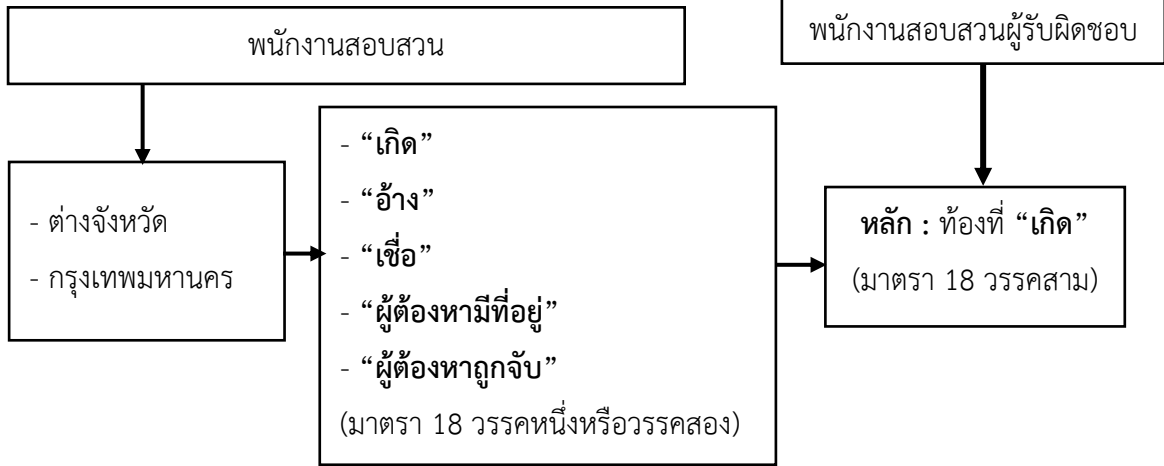 พนักงานสอบสวน
พนักงานสอบสวนผู้รับผิดชอบ
- ต่างจังหวัด
- กรุงเทพมหานคร
- “เกิด”
- “อ้าง”
- “เชื่อ”
- “ผู้ต้องหามีที่อยู่”
- “ผู้ต้องหาถูกจับ”
(มาตรา 18 วรรคหนึ่งหรือวรรคสอง)
หลัก : ท้องที่ “เกิด”
(มาตรา 18 วรรคสาม)